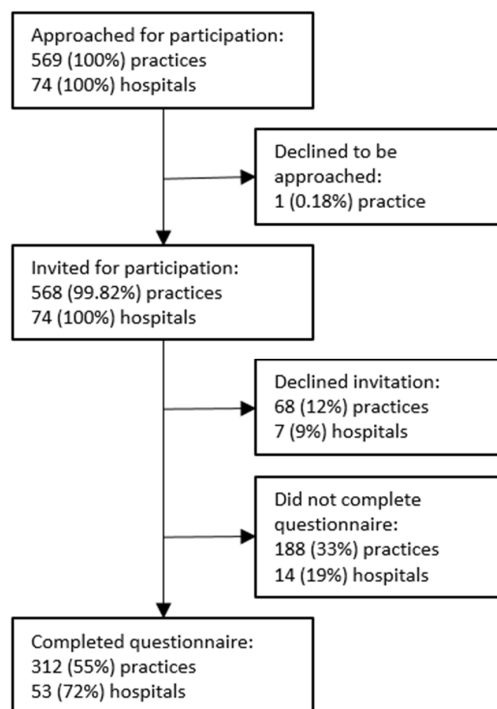 Approached for participation:
569 (100%) practices
74 (100%) hospitals
Declined to be
approached:
1 (0.18%) practice
Invited for participation:
568 (99.82%) practices
74 (100%) hospitals
Declined invitation:
68 (12%) practices
7 (9%) hospitals
Did not complete
questionnaire:
188 (33%) practices
14 (19%) hospitals
Completed questionnaire:
312 (55%) practices
53 (72%) hospitals